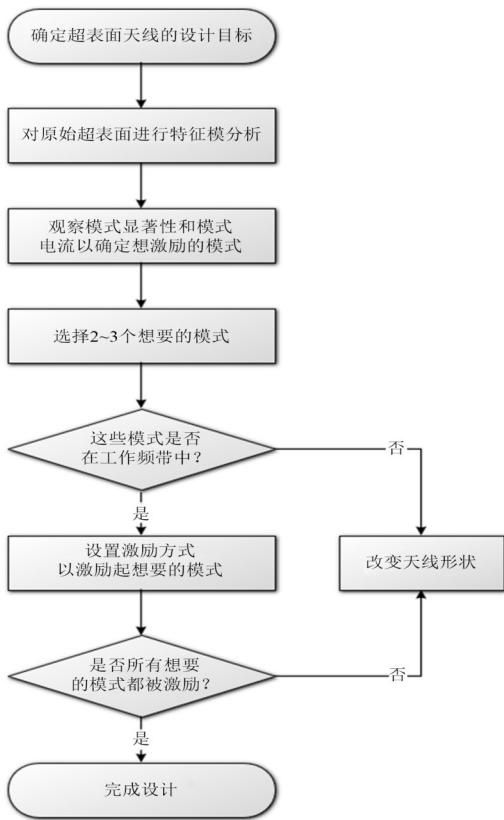 确定超表面天线的设计目标
对原始超表面进行特征模分析
观察模式显著性和模式
电流以确定想激励的模式
选择2~3个想要的模式
这些模式是否
在工作频带中？
否
是
设置激励方式
以激励起想要的模式
改变天线形状
是否所有想要
的模式都被激励？
否
是
完成设计